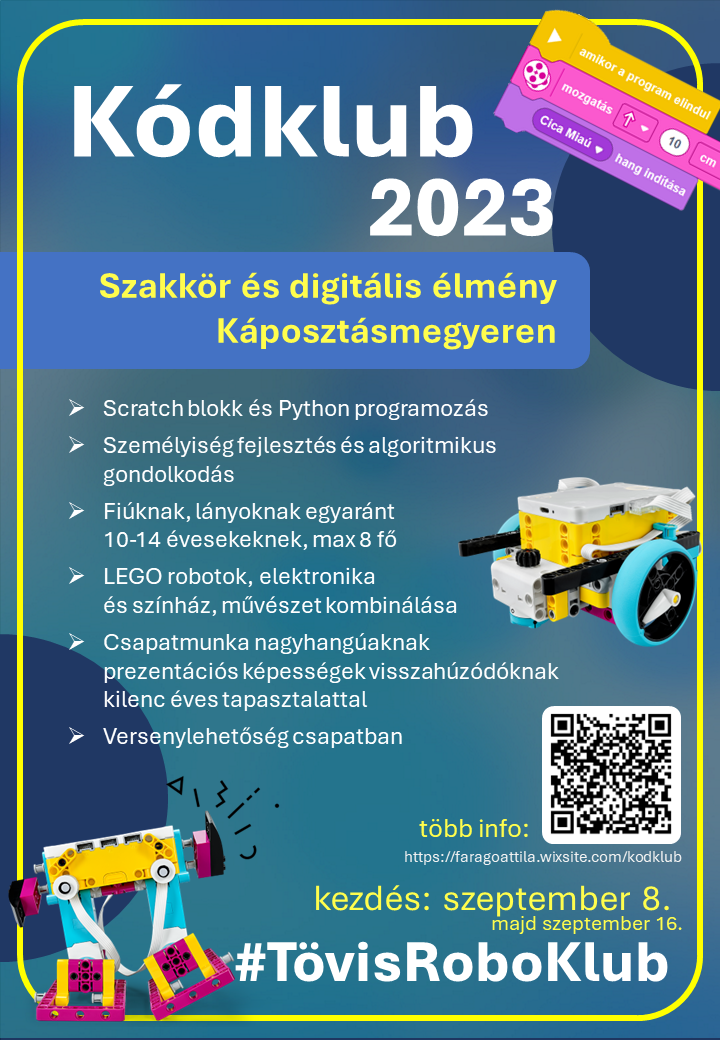 amikor a program elindul
mozgatás 10 cm
Cica Miaú hang indítása
Kódklub
2023
Szakkör és digitális élmény
Káposztásmegyeren
Scratch blokk és Python programozás
Személyiség fejlesztés és algoritmikus
gondolkodás
Fiúknak, lányoknak egyaránt
10-14 évesekeknek, max 8 fő
LEGO robotok, elektronika
és színház, művészet kombinálása
Csapatmunka nagyhangúaknak
prezentációs képességek visszahúzódóknak
kilenc éves tapasztalattal
Versenylehetőség csapatban
több info:
https://faragoattila.wixsite.com/kodklub
kezdés: szeptember 8.
majd szeptember 16.
#TövisRoboKlub